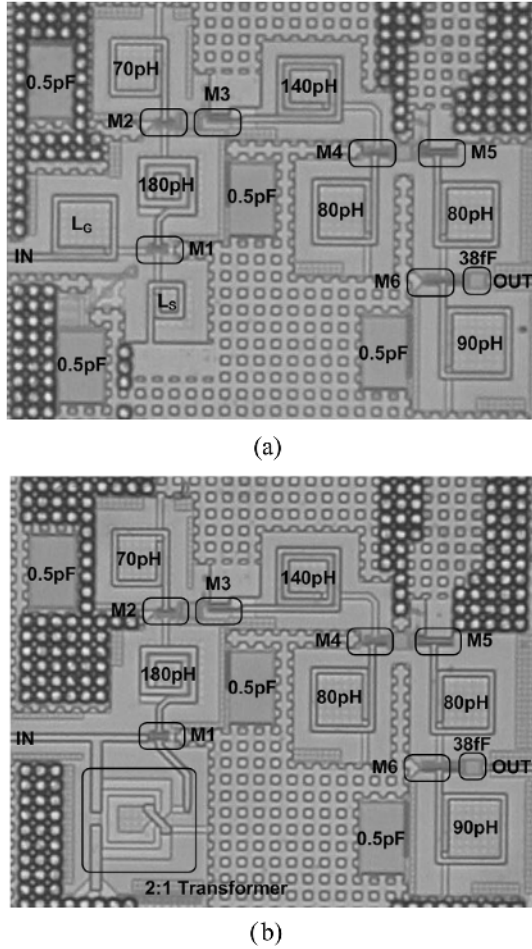 0.5pF
70pH
M3
140pH
M2
M4
M5
180pH
0.5pF
80pH
80pH
LG
IN
M1
38fF
M6
OUT
LS
0.5pF
0.5pF
90pH
(a)
0.5pF
70pH
M3
140pH
M2
M4
M5
180pH
0.5pF
80pH
80pH
IN
M1
38fF
M6
OUT
0.5pF
90pH
2:1 Transformer
(b)